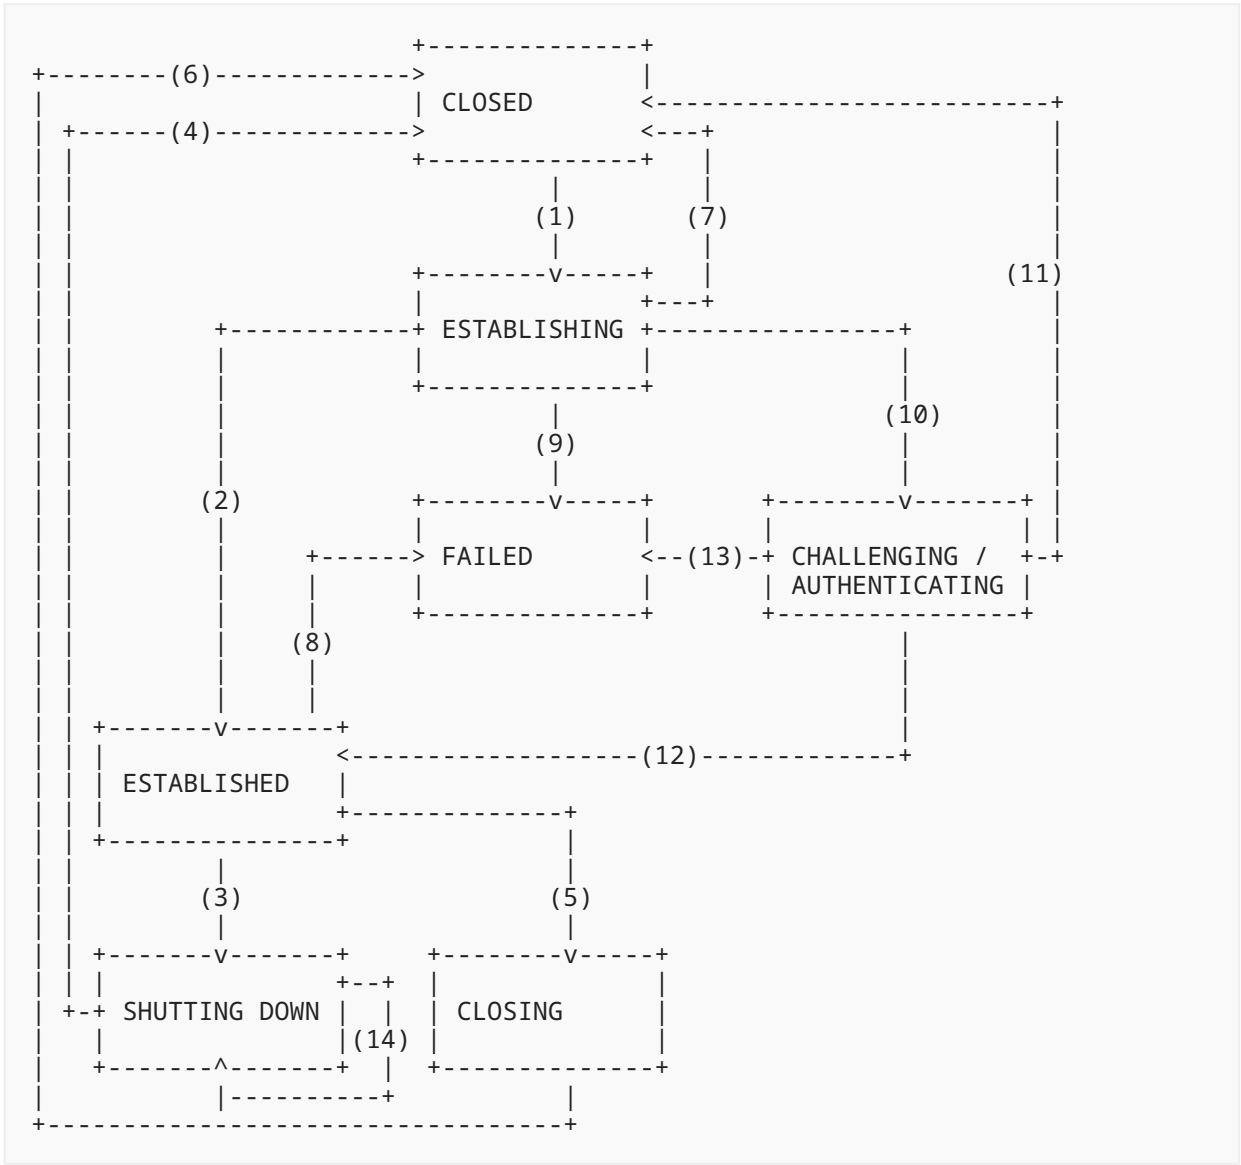 (6)
CLOSED
(4)
(1) (7)
(11)
ESTABLISHING
(10)
(9)
(2)
FAILED (13) CHALLENGING /
AUTHENTICATING
(8)
(12)
ESTABLISHED
(3) (5)
SHUTTING DOWN CLOSING
(14)